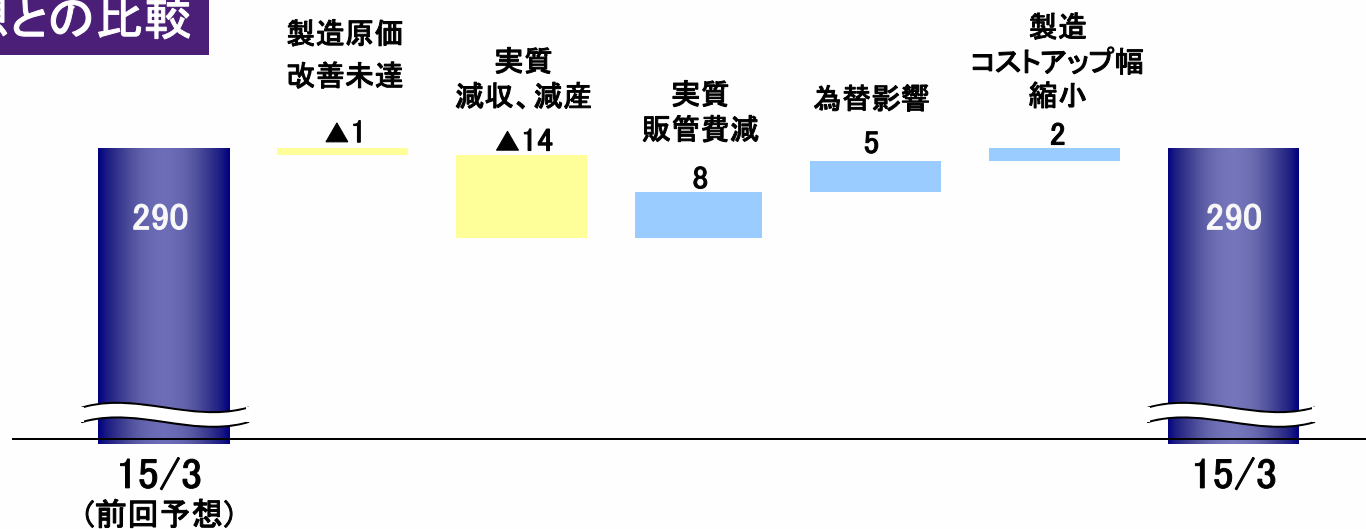 想との比較
製造原価
改善未達
▲1
実質
減収、減産
▲14
実質
販管費減
8
為替影響
5
製造
コストアップ幅
縮小
2
290
290
15/3
(前回予想)
15/3